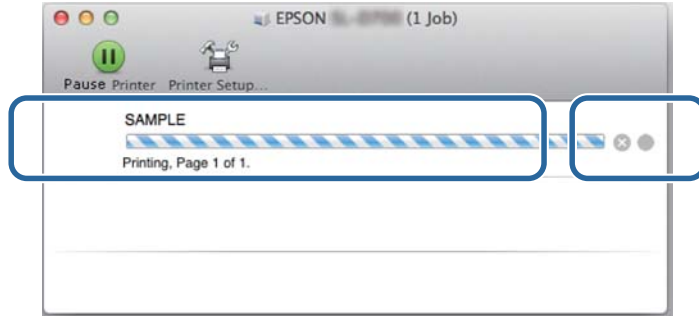 EPSON (1 Job)
Pause Printer Printer Setup...
SAMPLE
Printing, Page 1 of 1.